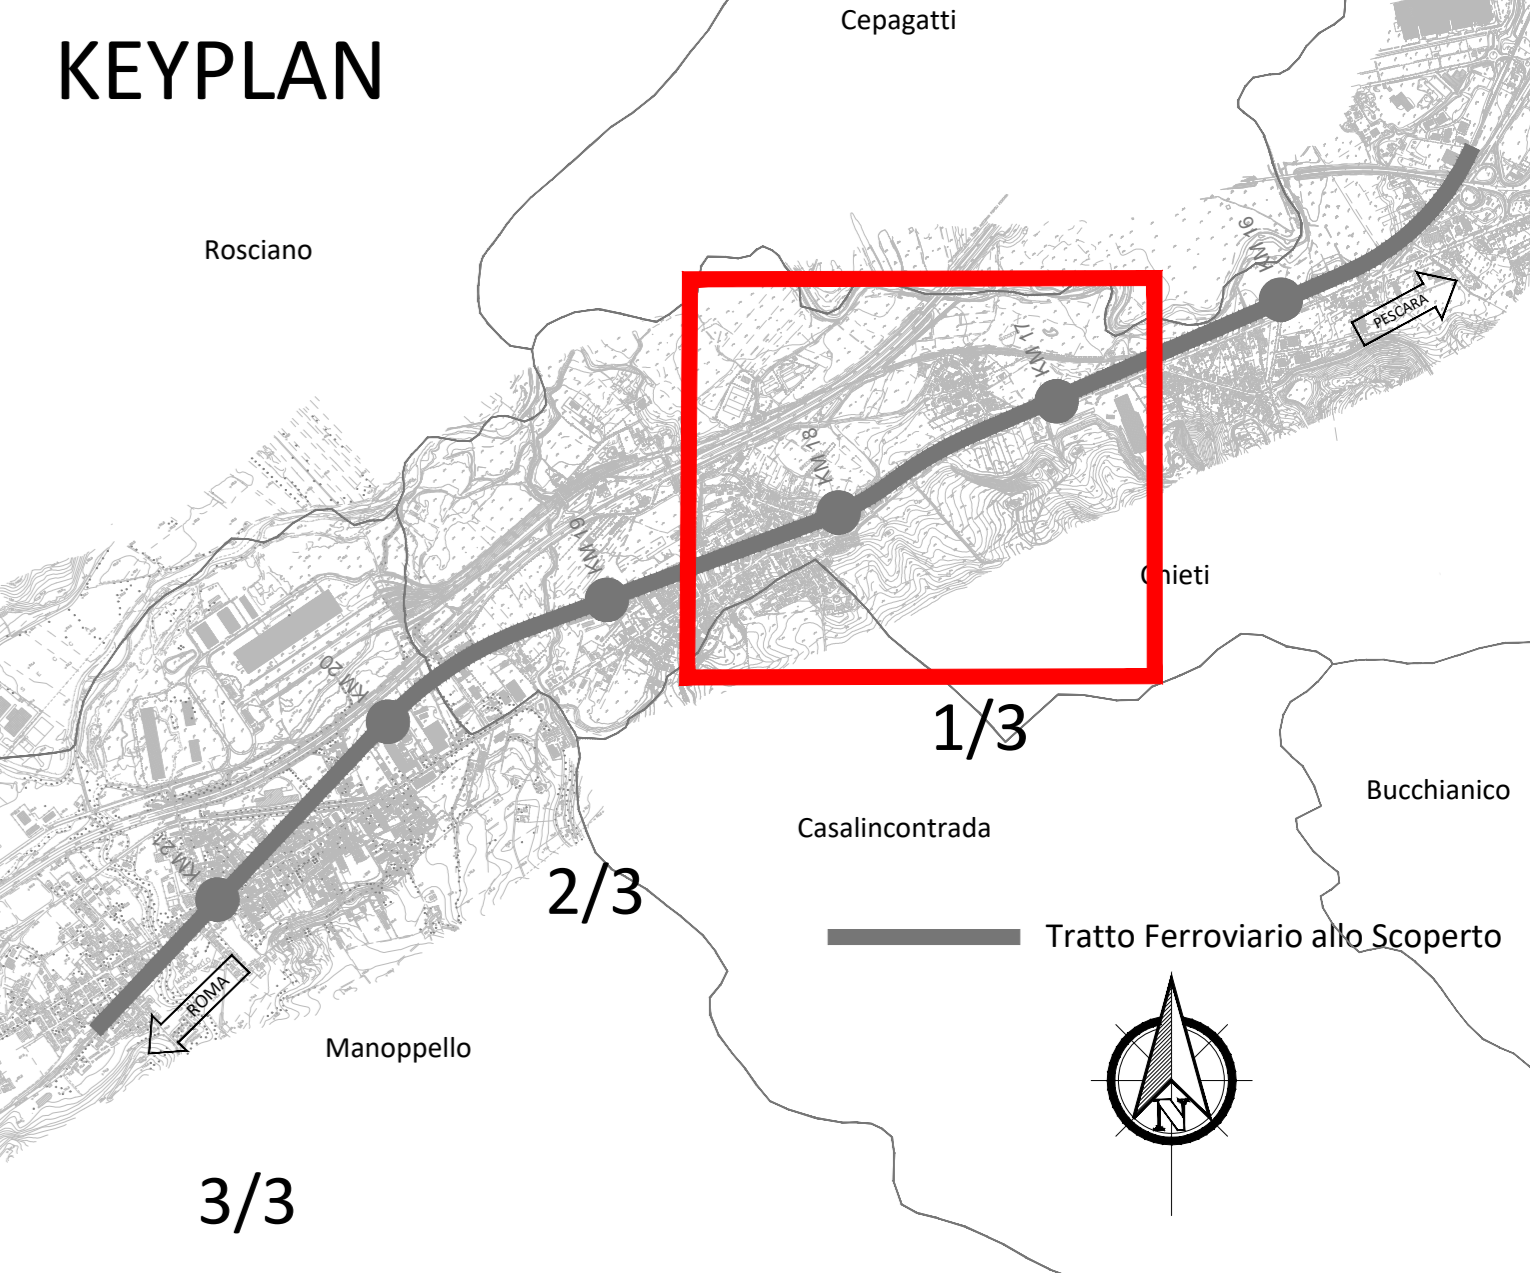 KEYPLAN
Cepagatti
Rosciano
KM 16
PESCARA
KM 17
KM 18
KM 19
Chieti
KM 20
1/3
Bucchianico
Casalincontrada
KM 21
2/3
Tratto Ferroviario allo Scoperto
ROMA
Manoppello
N
3/3